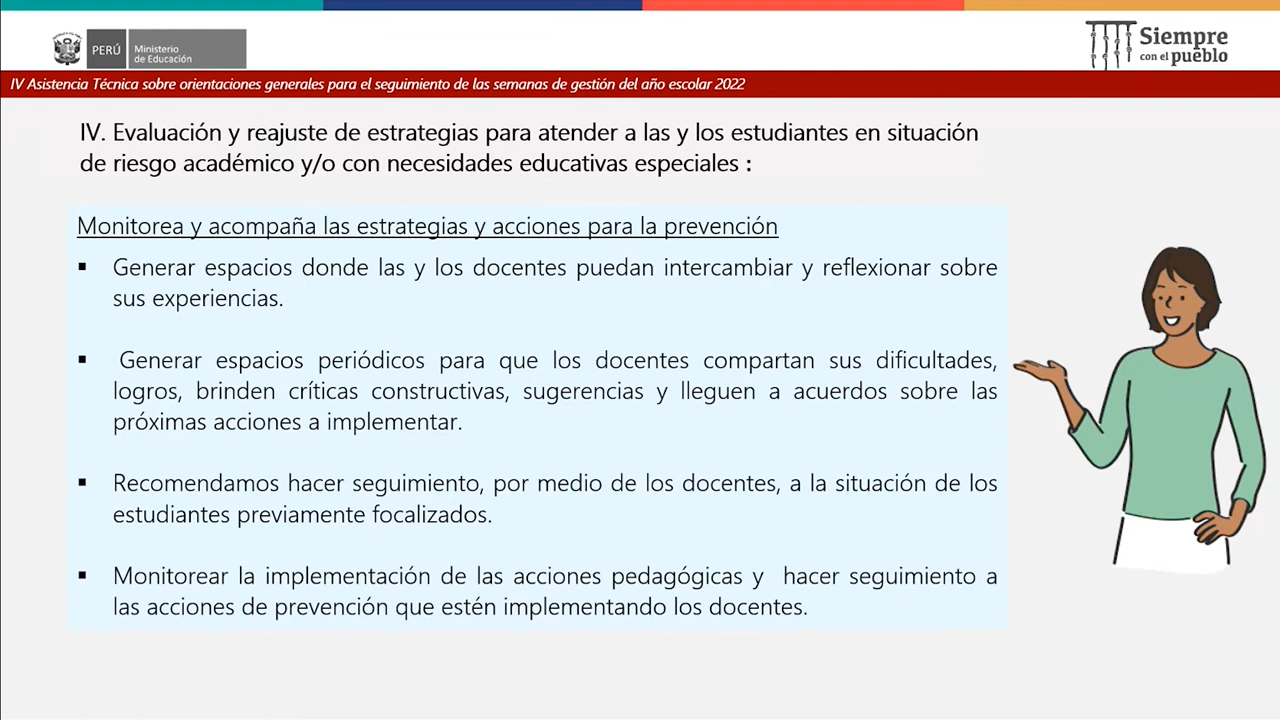 PERÚ
Ministerio
de Educación
Siempre
con el pueblo
IV Asistencia Técnica sobre orientaciones generales para el seguimiento de las semanas de gestión del año escolar 2022
IV. Evaluación y reajuste de estrategias para atender a las y los estudiantes en situación
de riesgo académico y/o con necesidades educativas especiales :
Monitorea y acompaña las estrategias y acciones para la prevención
▪ Generar espacios donde las y los docentes puedan intercambiar y reflexionar sobre
sus experiencias.
▪ Generar espacios periódicos para que los docentes compartan sus dificultades,
logros, brinden críticas constructivas, sugerencias y lleguen a acuerdos sobre las
próximas acciones a implementar.
▪ Recomendamos hacer seguimiento, por medio de los docentes, a la situación de los
estudiantes previamente focalizados.
▪ Monitorear la implementación de las acciones pedagógicas y hacer seguimiento a
las acciones de prevención que estén implementando los docentes.